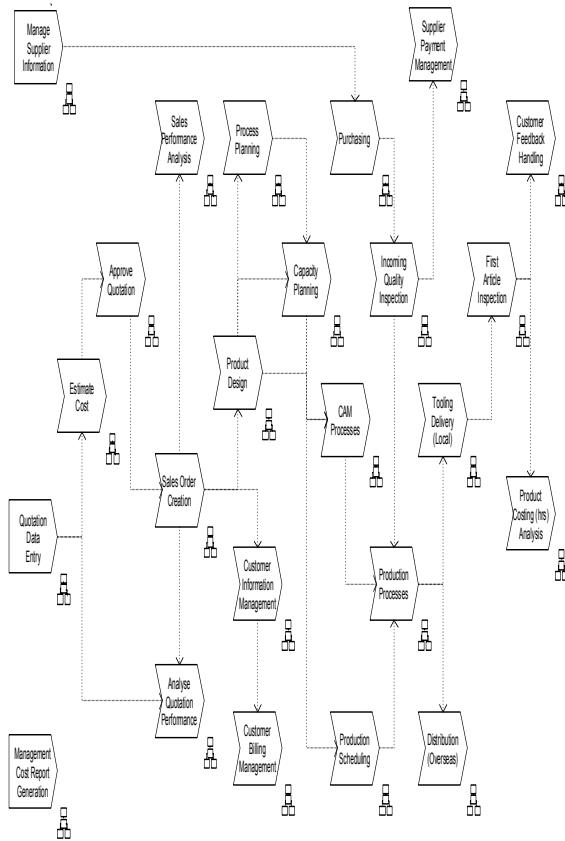 Manage
Supplier
Information
Supplier
Payment
Management
Sales
Performance
Analysis
Process
Planning
Purchasing
Customer
Feedback
Handling
Approve
Quotation
Capacity
Planning
Incoming
Quality
Inspection
First
Article
Inspection
Estimate
Cost
Product
Design
CAM
Processes
Tooling
Delivery
(Local)
Quotation
Data
Entry
Sales Order
Creation
Customer
Information
Management
Production
Processes
Product
Costing (hrs)
Analysis
Analyse
Quotation
Performance
Management
Cost Report
Generation
Customer
Billing
Management
Production
Scheduling
Distribution
(Overseas)